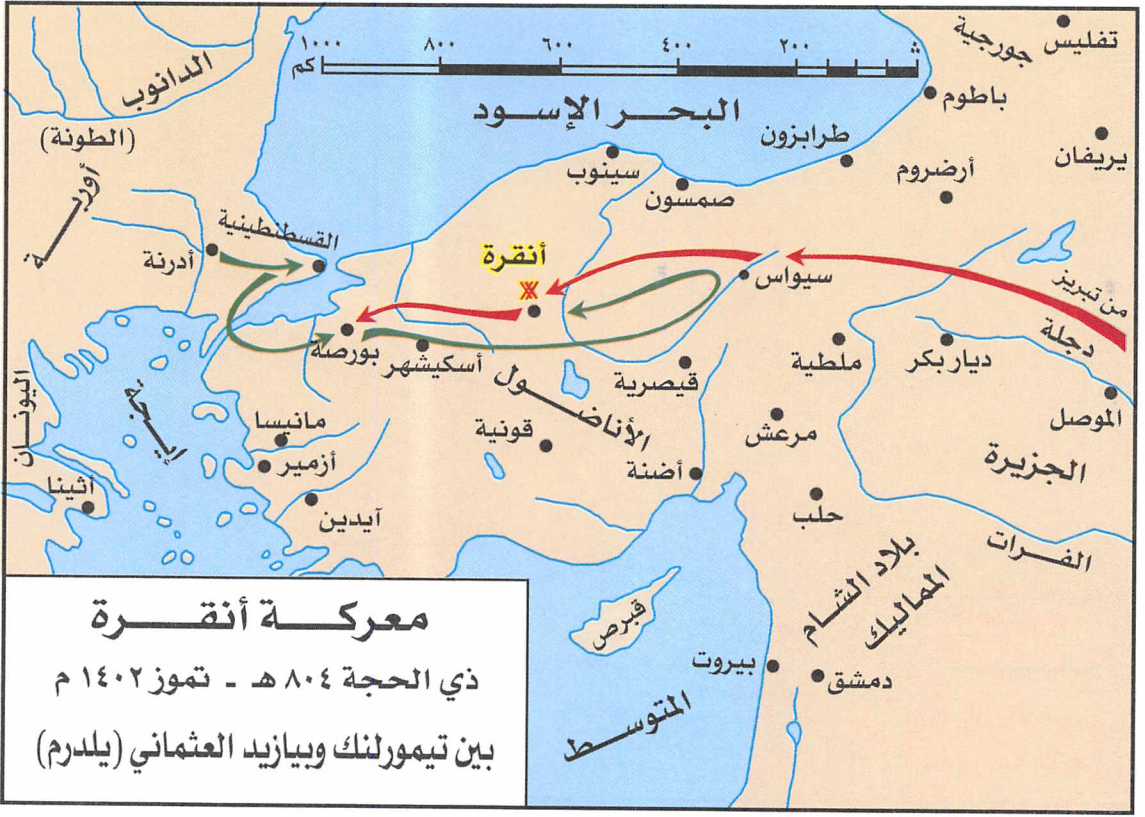 ١٠٠٠ ٨٠٠ ٦٠٠ ٤٠٠ ٢٠٠
كم
جورجية
تفليس
الدانوب
(الطونة)
باطوم
البحر الإسود
طرابزون
يريفان
أرضروم
سينوب
صمسون
أوربة
القسطنطينية
أدرنة
أنقرة
سيواس
من تبريز
دجلة
بورصة
أسكيشهر
قيصرية
ملطية
ديار بكر
الموصل
الأناضول
اليونان
إيجه
مانيسا
أزمير
آيدين
أثينا
قونية
مرعش
أضنة
الجزيرة
حلب
الفرات
بلاد الشام
المماليك
قبرص
بيروت
دمشق
المتوسط
معركة أنقرة
ذي الحجة ٨٠٤ هـ - تموز ١٤٠٢ م
بين تيمورلنك وبيازيد العثماني (يلدرم)